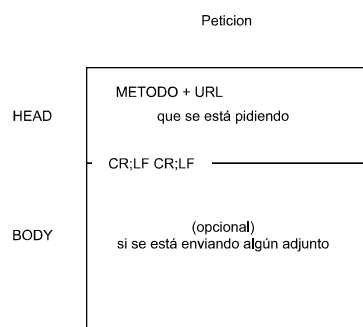 Peticion
METODO + URL
HEAD
que se está pidiendo
CR;LF CR;LF
(opcional)
BODY
si se está enviando algún adjunto